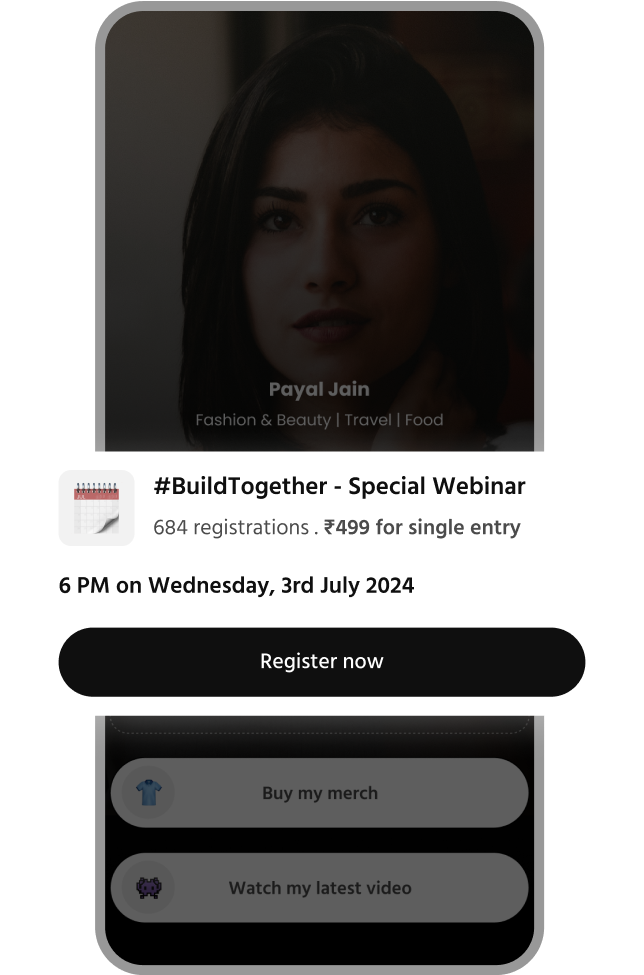 Payal Jain
Fashion & Beauty | Travel | Food
#BuildTogether - Special Webinar
684 registrations . ₹499 for single entry
6 PM on Wednesday, 3rd July 2024
Register now
Buy my merch
Watch my latest video